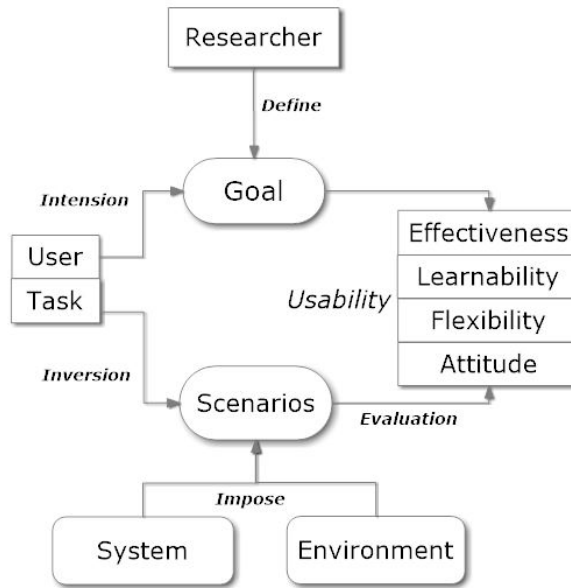 Researcher
Define
Goal
Intension
User
Task
Effectiveness
Learnability
Flexibility
Attitude
Usability
Inversion
Scenarios
Evaluation
Impose
System
Environment